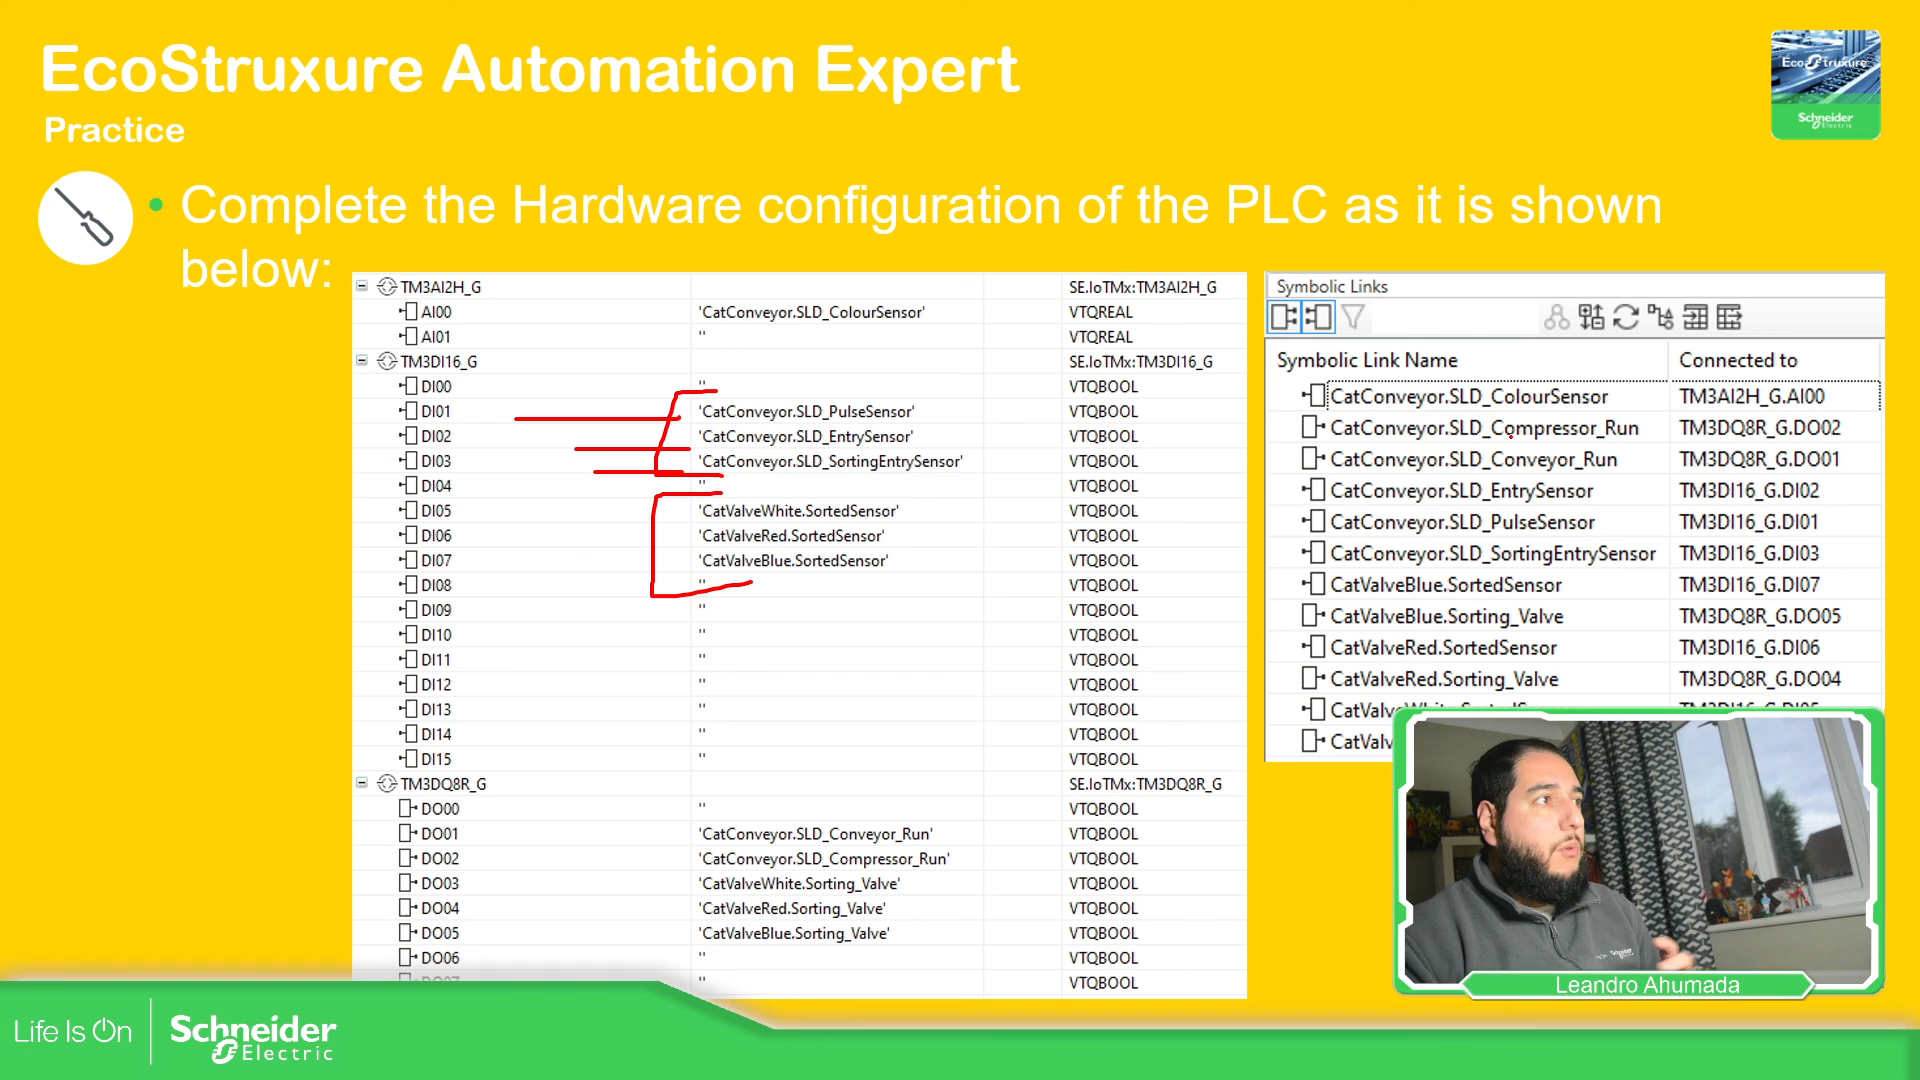 EcoStruxure Automation Expert
Practice
EcoStruxure
Schneider
Electric
• Complete the Hardware configuration of the PLC as it is shown
below:
TM3AI2H_G SE.IoTMx:TM3AI2H_G
AI00 'CatConveyor.SLD_ColourSensor' VTQREAL
AI01 '' VTQREAL
TM3DI16_G SE.IoTMx:TM3DI16_G
DI00 '' VTQBOOL
DI01 'CatConveyor.SLD_PulseSensor' VTQBOOL
DI02 'CatConveyor.SLD_EntrySensor' VTQBOOL
DI03 'CatConveyor.SLD_SortingEntrySensor' VTQBOOL
DI04 '' VTQBOOL
DI05 'CatValveWhite.SortedSensor' VTQBOOL
DI06 'CatValveRed.SortedSensor' VTQBOOL
DI07 'CatValveBlue.SortedSensor' VTQBOOL
DI08 '' VTQBOOL
DI09 '' VTQBOOL
DI10 '' VTQBOOL
DI11 '' VTQBOOL
DI12 '' VTQBOOL
DI13 '' VTQBOOL
DI14 '' VTQBOOL
DI15 '' VTQBOOL
TM3DQ8R_G SE.IoTMx:TM3DQ8R_G
DO00 '' VTQBOOL
DO01 'CatConveyor.SLD_Conveyor_Run' VTQBOOL
DO02 'CatConveyor.SLD_Compressor_Run' VTQBOOL
DO03 'CatValveWhite.Sorting_Valve' VTQBOOL
DO04 'CatValveRed.Sorting_Valve' VTQBOOL
DO05 'CatValveBlue.Sorting_Valve' VTQBOOL
DO06 '' VTQBOOL
DO07 '' VTQBOOL
Symbolic Links
Symbolic Link Name Connected to
CatConveyor.SLD_ColourSensor TM3AI2H_G.AI00
CatConveyor.SLD_Compressor_Run TM3DQ8R_G.DO02
CatConveyor.SLD_Conveyor_Run TM3DQ8R_G.DO01
CatConveyor.SLD_EntrySensor TM3DI16_G.DI02
CatConveyor.SLD_PulseSensor TM3DI16_G.DI01
CatConveyor.SLD_SortingEntrySensor TM3DI16_G.DI03
CatValveBlue.SortedSensor TM3DI16_G.DI07
CatValveBlue.Sorting_Valve TM3DQ8R_G.DO05
CatValveRed.SortedSensor TM3DI16_G.DI06
CatValveRed.Sorting_Valve TM3DQ8R_G.DO04
Leandro Ahumada
Life Is On
Schneider
Electric